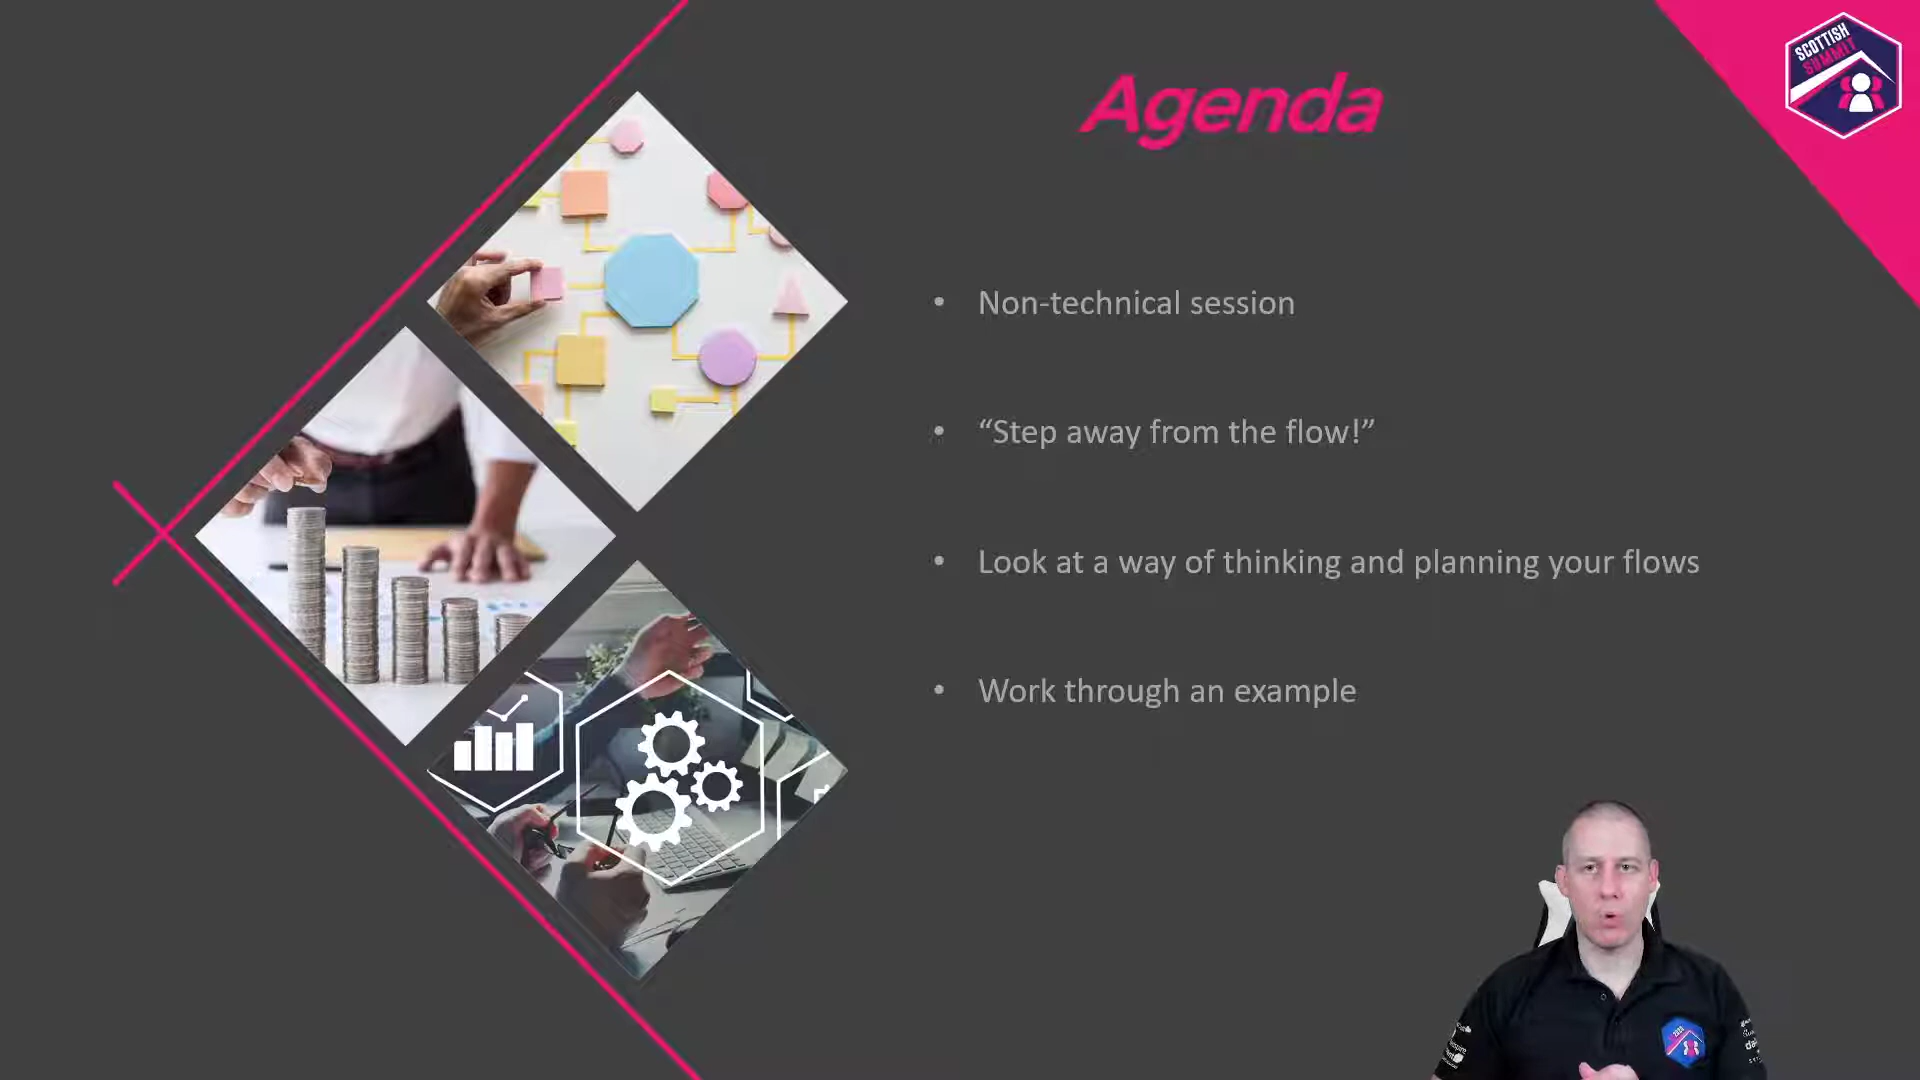 SCOTTISH
SUMMIT
Agenda
• Non-technical session
• “Step away from the flow!”
• Look at a way of thinking and planning your flows
• Work through an example